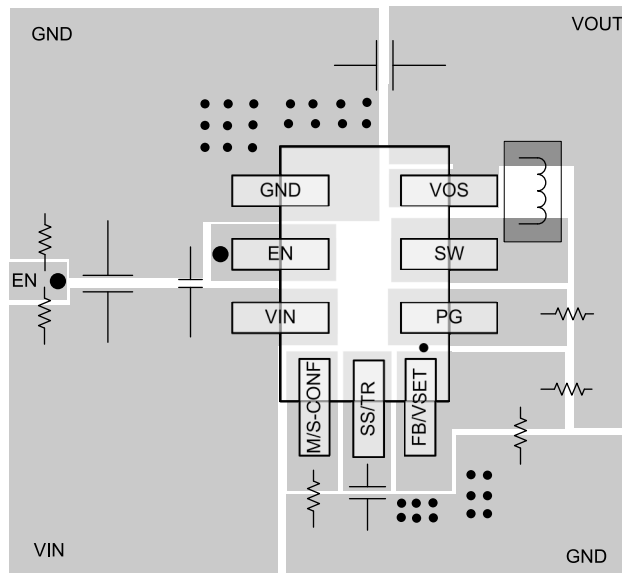 GND
VOUT
GND
VOS
EN
SW
EN
VIN
PG
M/S-CONF
SS/TR
FB/VSET
VIN
GND